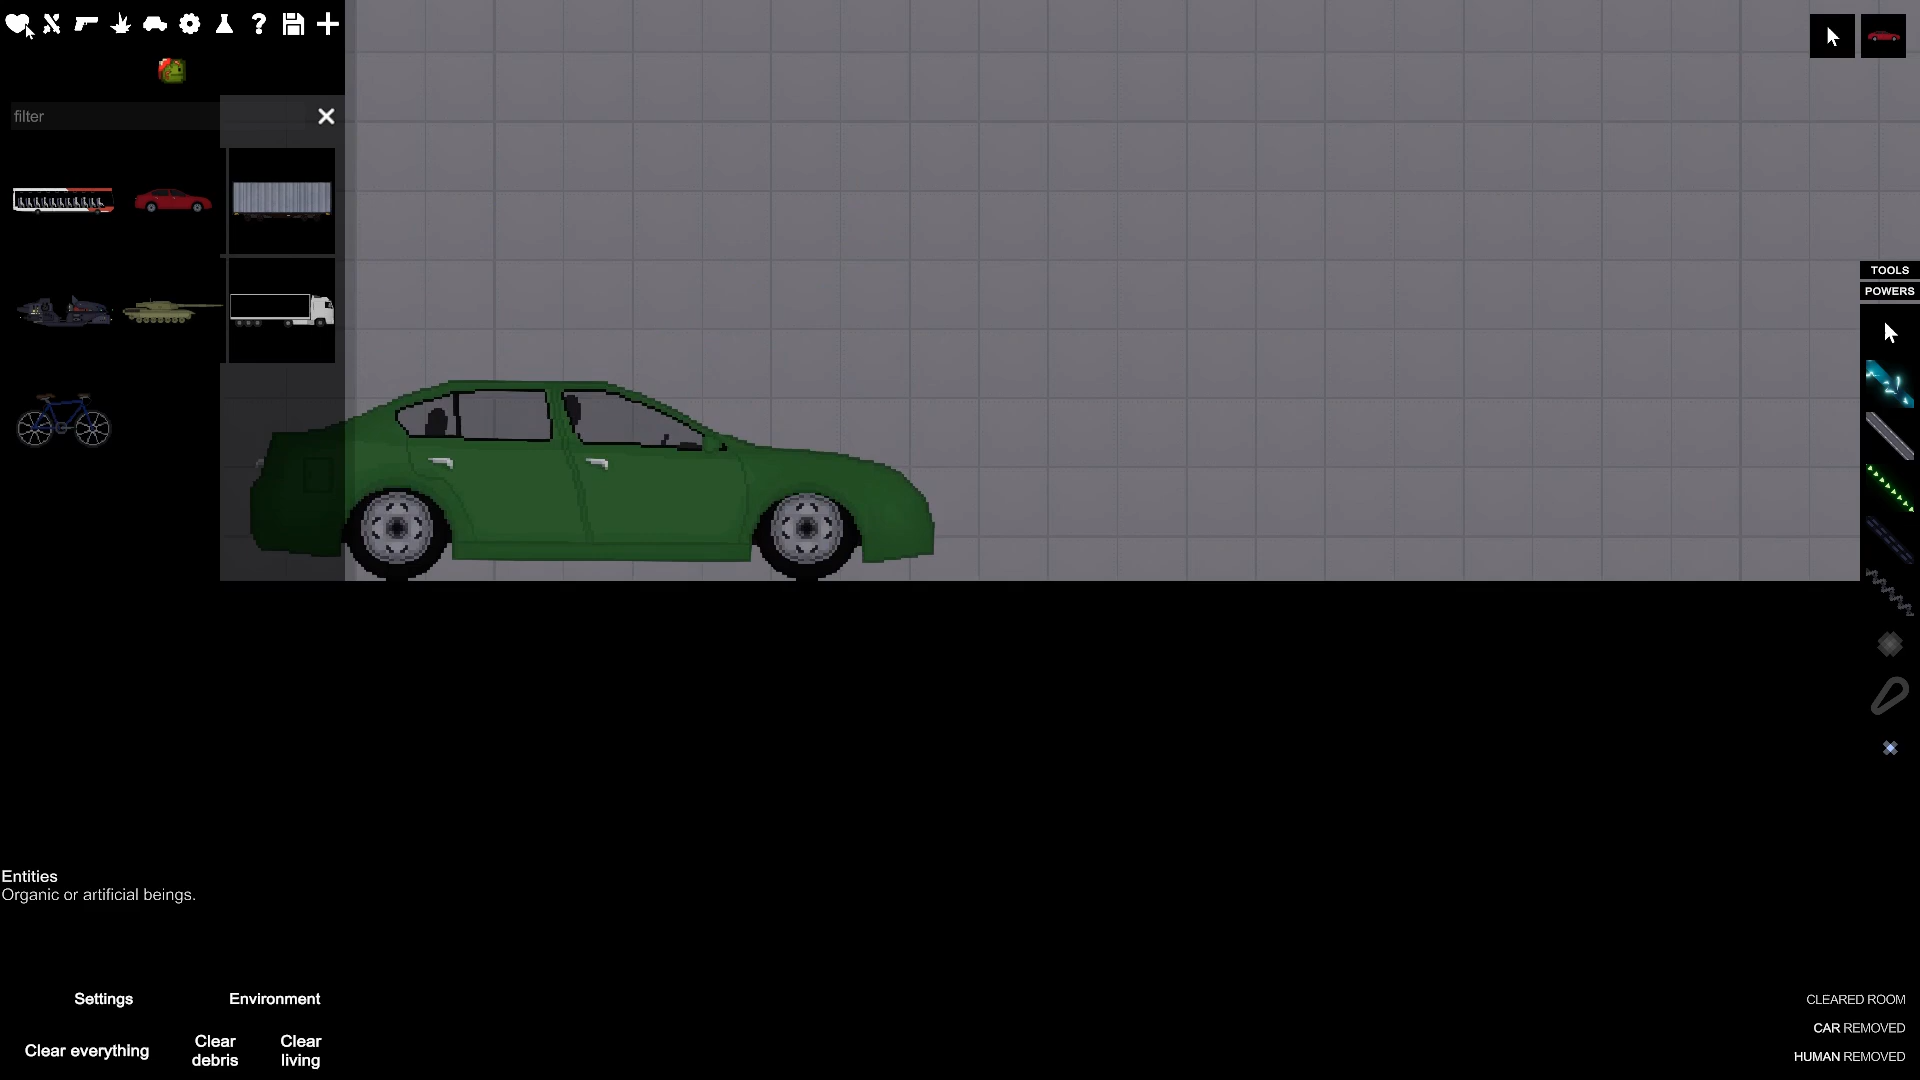 filter
TOOLS
POWERS
Entities
Organic or artificial beings.
Settings
Environment
Clear everything
Clear
debris
Clear
living
CLEARED ROOM
CAR REMOVED
HUMAN REMOVED